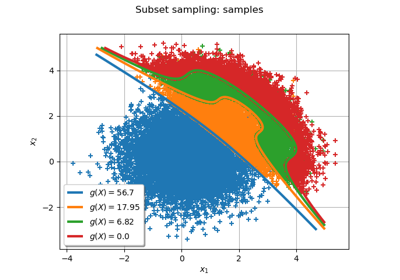 Subset sampling: samples
4
2
0
−2
x₂
g(X) = 56.7
g(X) = 17.95
g(X) = 6.82
g(X) = 0.0
−4 −2 0 2 4
x₁